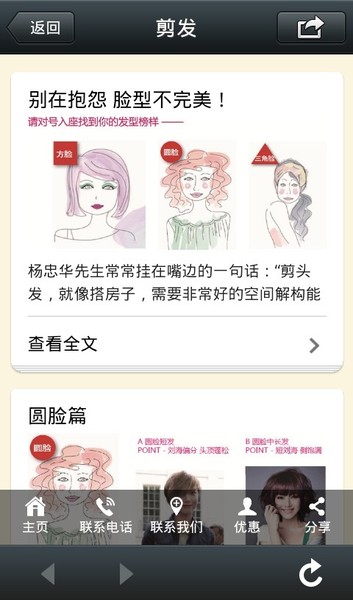 返回
剪发
别在抱怨 脸型不完美！
请对号入座找到你的发型榜样 ——
方脸
圆脸
三角脸
杨忠华先生常常挂在嘴边的一句话：“剪头
发，就像搭房子，需要非常好的空间解构能
查看全文
圆脸篇
圆脸
A 圆脸短发
POINT - 刘海偏分 头顶蓬松
B 圆脸中长发
POINT - 短刘海 侧饱满
主页
联系电话
联系我们
优惠
分享